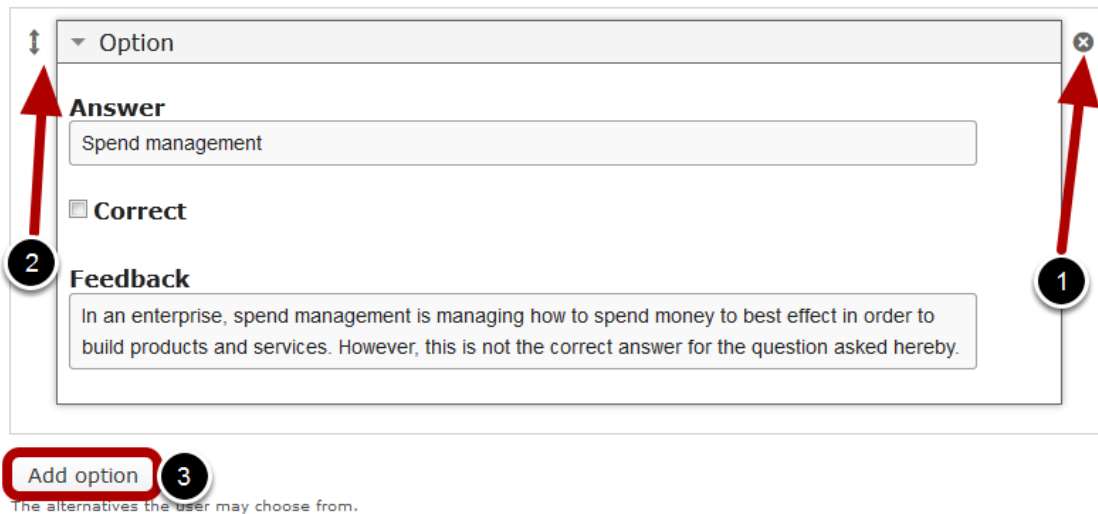 Option
Answer
Spend management
Correct
2
Feedback
1
In an enterprise, spend management is managing how to spend money to best effect in order to
build products and services. However, this is not the correct answer for the question asked hereby.
Add option 3
The alternatives the user may choose from.